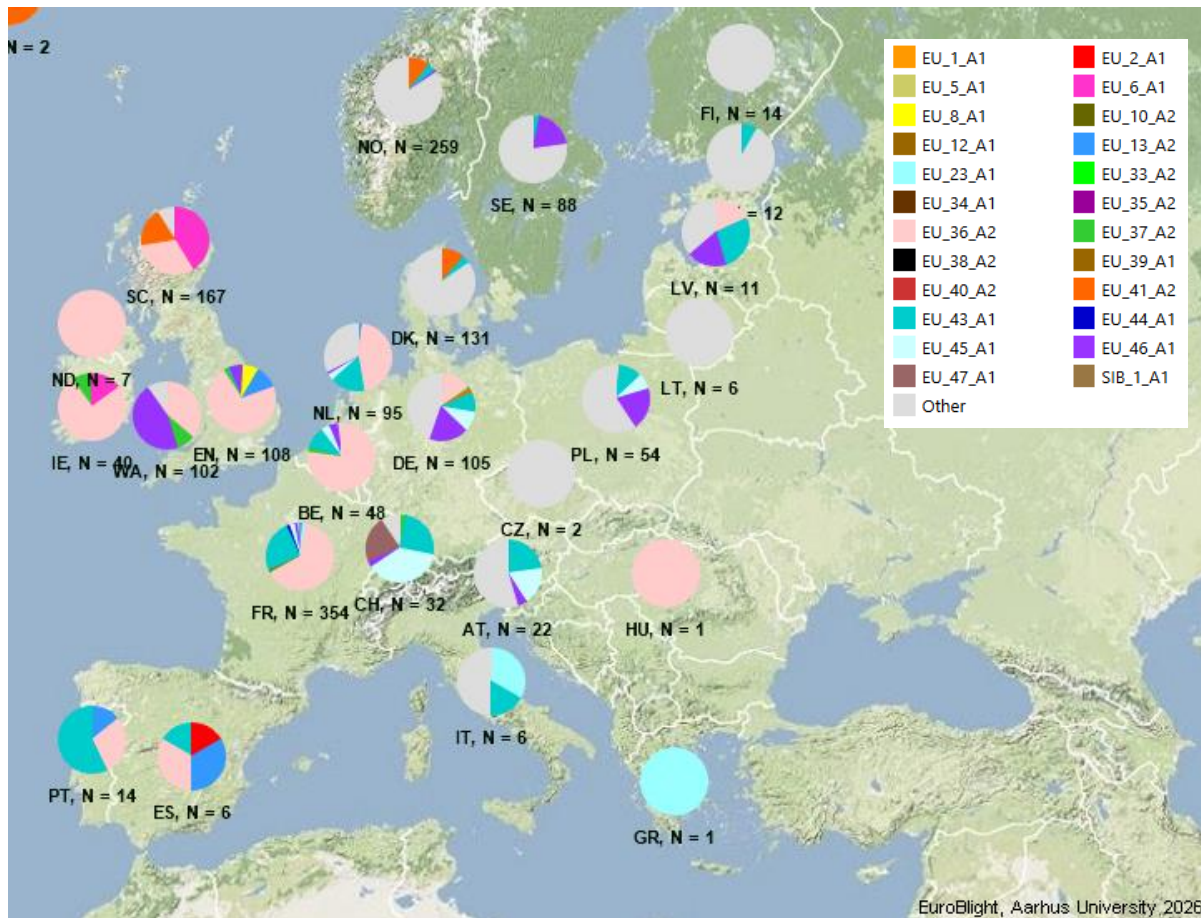 N = 2
NO, N = 259
FI, N = 14
SE, N = 88
= 12
SC, N = 167
LV, N = 11
DK, N = 131
ND, N = 7
LT, N = 6
NL, N = 95
IE, N = 40
WA, N = 102
EN, N = 108
DE, N = 105
PL, N = 54
BE, N = 48
CZ, N = 2
FR, N = 354
CH, N = 32
AT, N = 22
HU, N = 1
IT, N = 6
PT, N = 14
ES, N = 6
GR, N = 1
EU_1_A1
EU_2_A1
EU_5_A1
EU_6_A1
EU_8_A1
EU_10_A2
EU_12_A1
EU_13_A2
EU_23_A1
EU_33_A2
EU_34_A1
EU_35_A2
EU_36_A2
EU_37_A2
EU_38_A2
EU_39_A1
EU_40_A2
EU_41_A2
EU_43_A1
EU_44_A1
EU_45_A1
EU_46_A1
EU_47_A1
SIB_1_A1
Other
EuroBlight, Aarhus University 2026